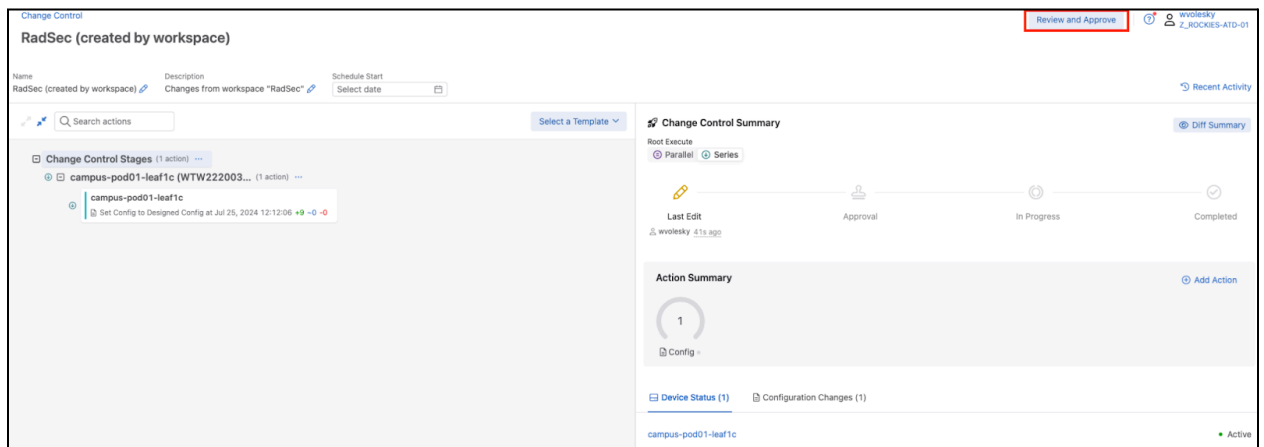 Change Control
RadSec (created by workspace)
Review and Approve
wvolesky
Z_ROCKIES-ATD-01
Name
RadSec (created by workspace)
Description
Changes from workspace "RadSec"
Schedule Start
Select date
Recent Activity
Search actions
Select a Template
Change Control Stages (1 action) ...
campus-pod01-leaf1c (WTW222003... (1 action) ...
campus-pod01-leaf1c
Set Config to Designed Config at Jul 25, 2024 12:12:06 +9 ~0 -0
Change Control Summary
Diff Summary
Root Execute
Parallel
Series
Last Edit
Approval
In Progress
Completed
wvolesky 41s ago
Action Summary
Add Action
1
Config
Device Status (1)
Configuration Changes (1)
campus-pod01-leaf1c
Active